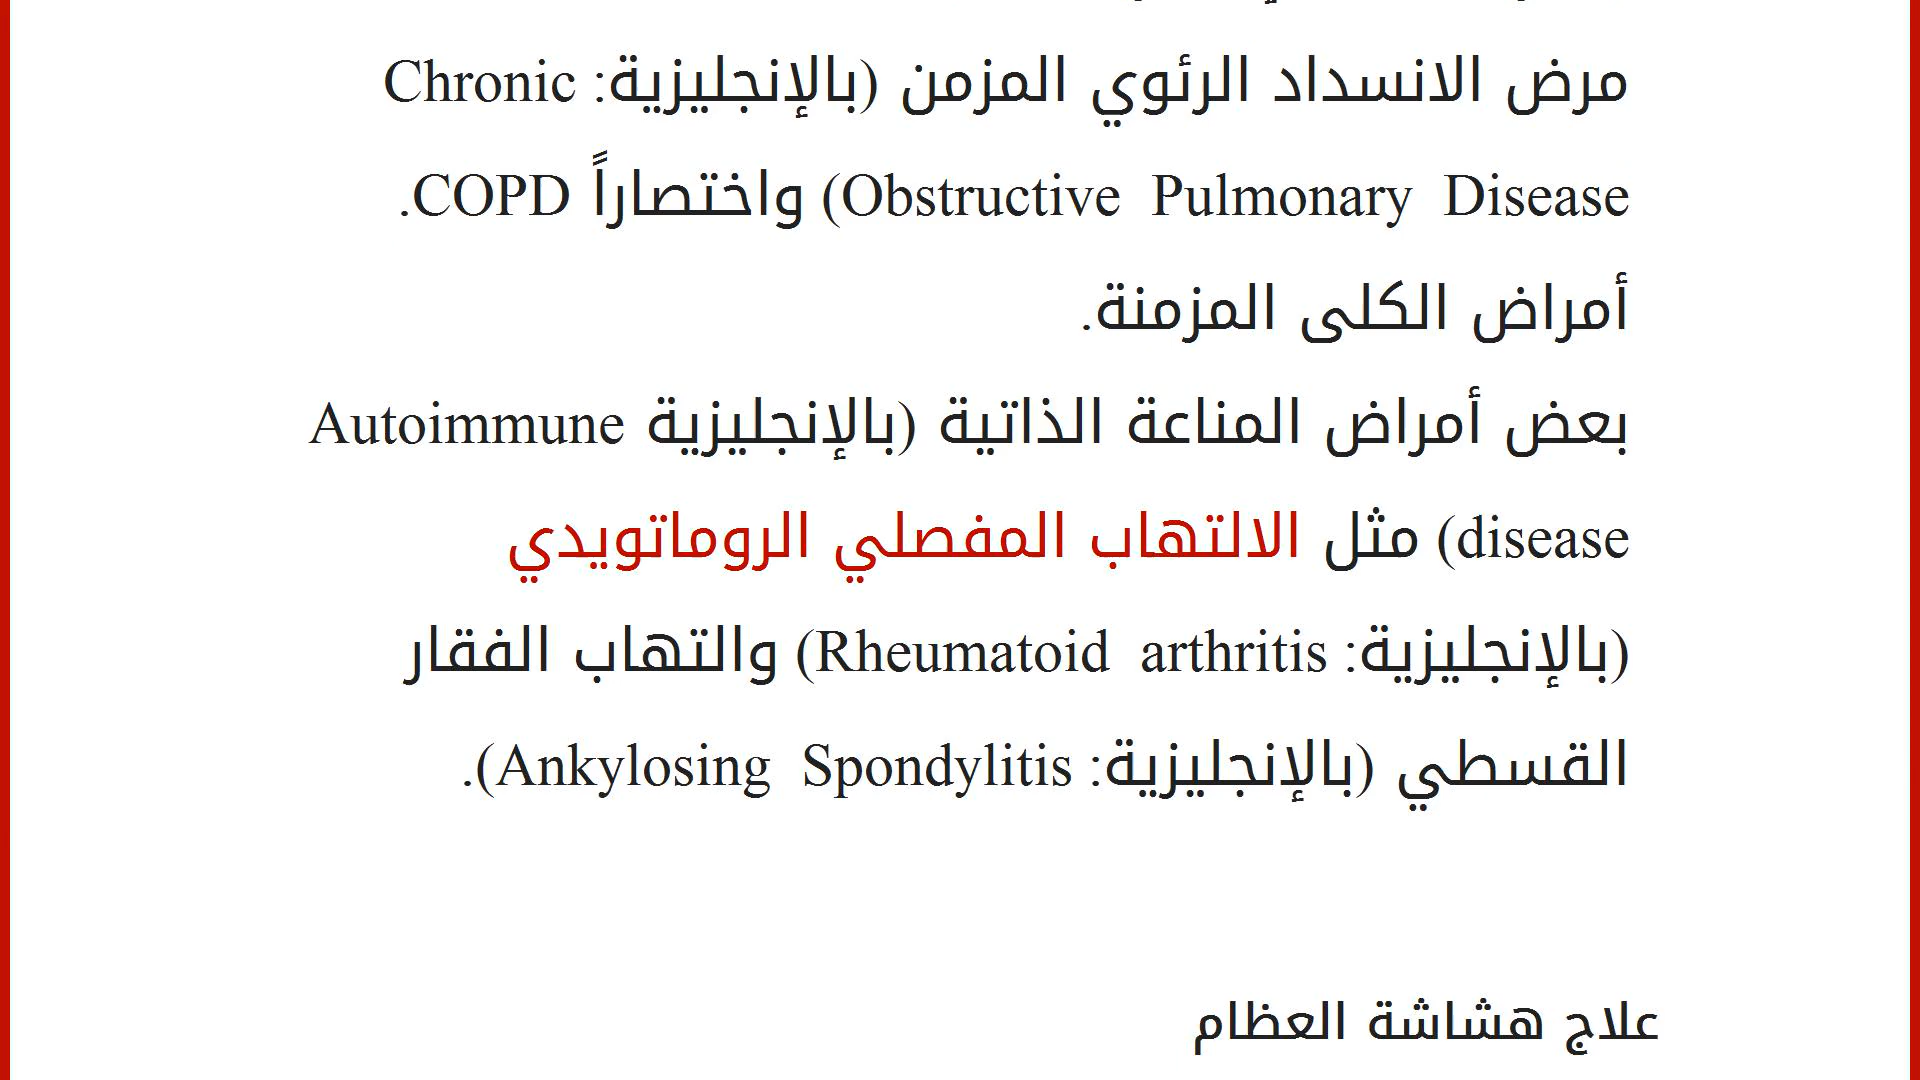 مرض الانسداد الرئوي المزمن (بالإنجليزية: Chronic
Obstructive Pulmonary Disease) واختصاراً COPD.
أمراض الكلى المزمنة.
بعض أمراض المناعة الذاتية (بالإنجليزية Autoimmune
disease) مثل الالتهاب المفصلي الروماتويدي
(بالإنجليزية: Rheumatoid arthritis) والتهاب الفقار
القسطي (بالإنجليزية: Ankylosing Spondylitis).
علاج هشاشة العظام